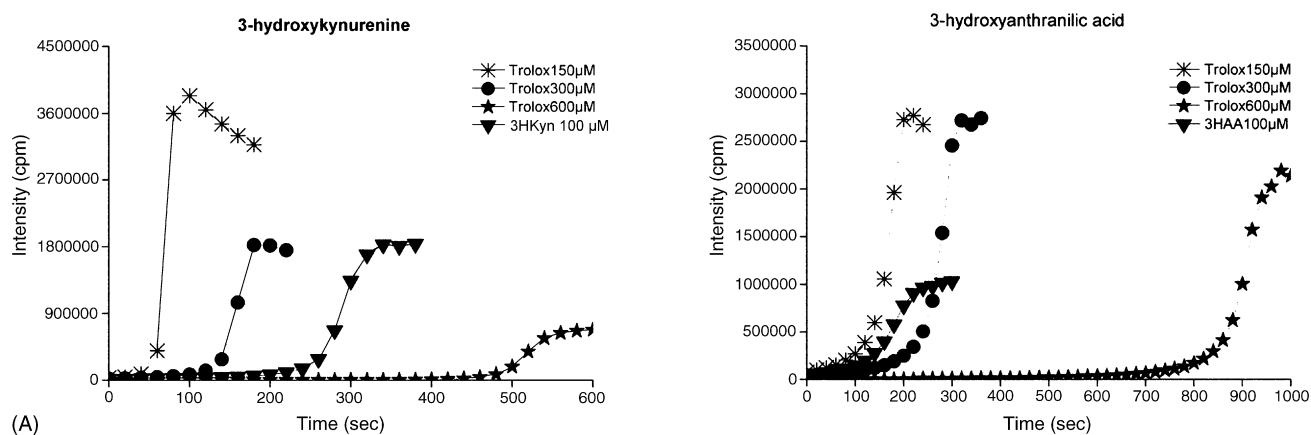 3-hydroxykynurenine
4500000
3600000
2700000
1800000
900000
0
Intensity (cpm)
0 100 200 300 400 500 600
Time (sec)
Trolox150µM
Trolox300µM
Trolox600µM
3HKyn 100 µM
(A)
3-hydroxyanthranilic acid
3500000
3000000
2500000
2000000
1500000
1000000
500000
0
Intensity (cpm)
0 100 200 300 400 500 600 700 800 900 1000
Time (sec)
Trolox150µM
Trolox300µM
Trolox600µM
3HAA100µM